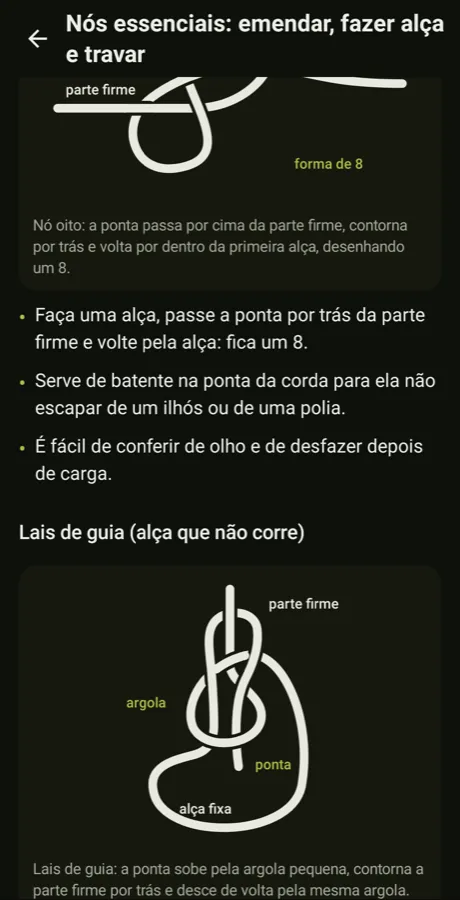 Nós essenciais: emendar, fazer alça
e travar
parte firme
forma de 8
Nó oito: a ponta passa por cima da parte firme, contorna
por trás e volta por dentro da primeira alça, desenhando
um 8.
• Faça uma alça, passe a ponta por trás da parte
firme e volte pela alça: fica um 8.
• Serve de batente na ponta da corda para ela não
escapar de um ilhós ou de uma polia.
• É fácil de conferir de olho e de desfazer depois
de carga.
Lais de guia (alça que não corre)
parte firme
argola
ponta
alça fixa
Lais de guia: a ponta sobe pela argola pequena, contorna a
parte firme por trás e desce de volta pela mesma argola.